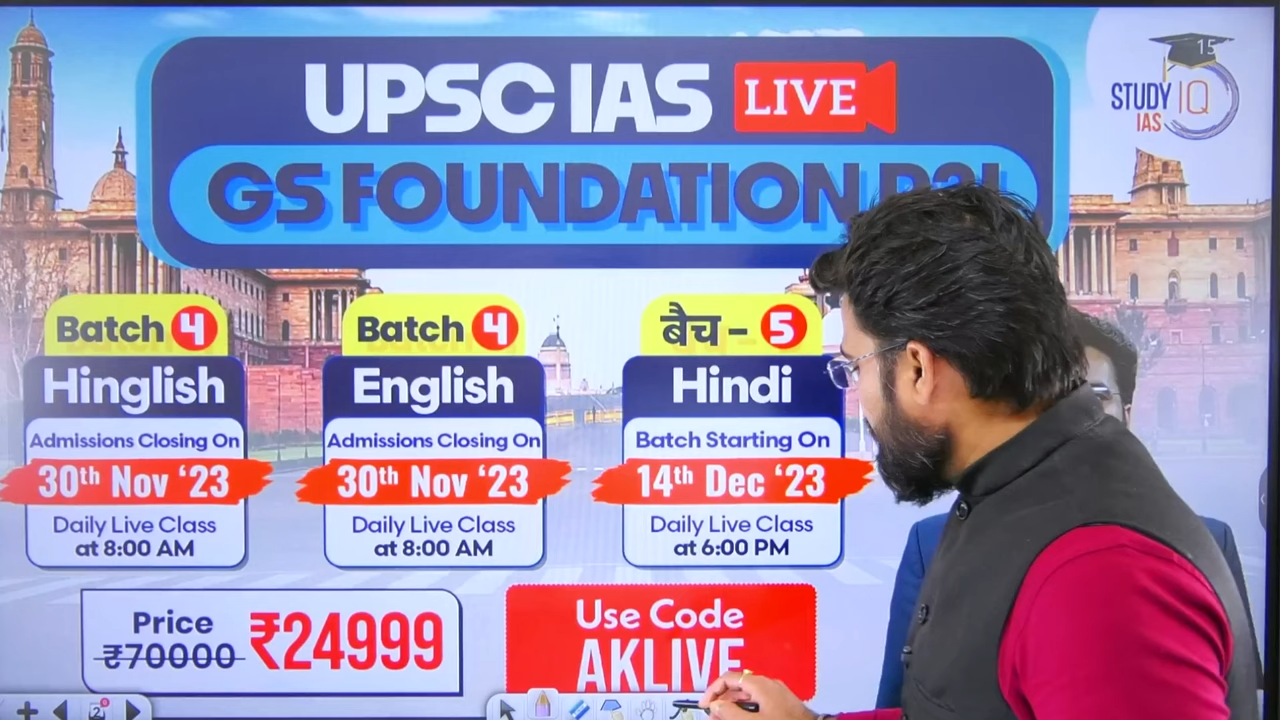 UPSC IAS LIVE
GS FOUNDATION
15
STUDY IQ
IAS
Batch 4
Hinglish
Admissions Closing On
30th Nov ‘23
Daily Live Class
at 8:00 AM
Batch 4
English
Admissions Closing On
30th Nov ‘23
Daily Live Class
at 8:00 AM
बैच - 5
Hindi
Batch Starting On
14th Dec ‘23
Daily Live Class
at 6:00 PM
Price
₹70000 ₹24999
Use Code
AKLIVE
2